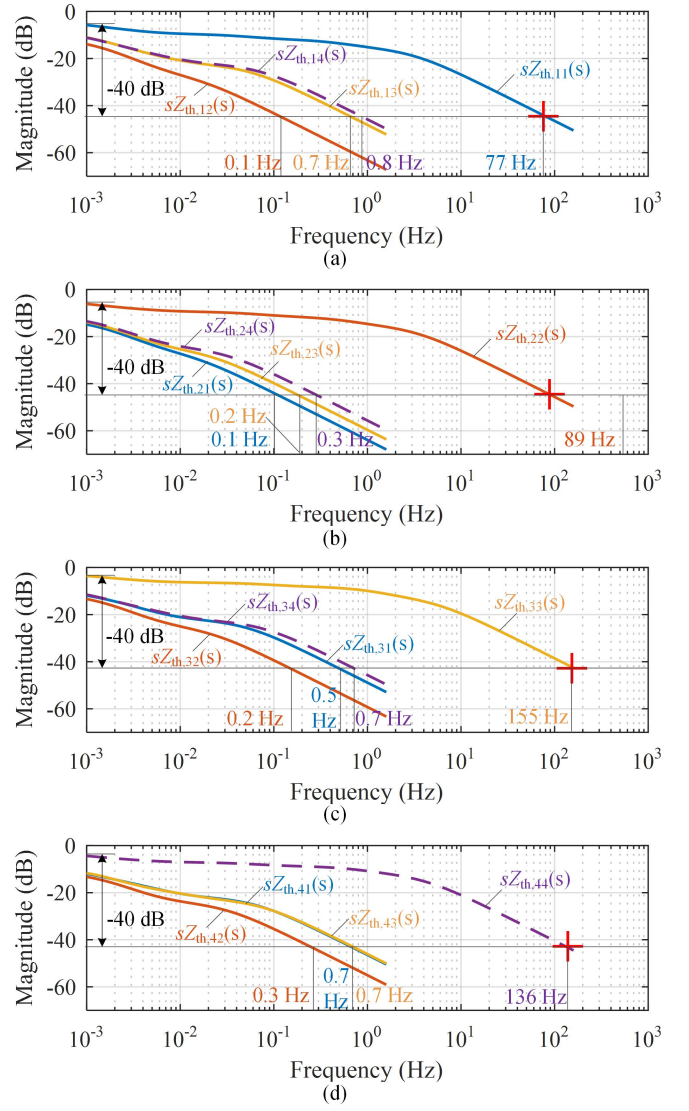 Magnitude (dB)
0
-20
-40
-60
-40 dB
sZth,14(s)
sZth,11(s)
sZth,12(s)
sZth,13(s)
0.1 Hz
0.7 Hz
0.8 Hz
77 Hz
10-3
10-2
10-1
100
101
102
103
Frequency (Hz)
(a)
Magnitude (dB)
0
-20
-40
-60
-40 dB
sZth,24(s)
sZth,22(s)
sZth,23(s)
sZth,21(s)
0.2 Hz
0.1 Hz
0.3 Hz
89 Hz
10-3
10-2
10-1
100
101
102
103
Frequency (Hz)
(b)
Magnitude (dB)
0
-20
-40
-60
-40 dB
sZth,34(s)
sZth,33(s)
sZth,31(s)
sZth,32(s)
0.2 Hz
0.5
Hz
0.7 Hz
155 Hz
10-3
10-2
10-1
100
101
102
103
Frequency (Hz)
(c)
Magnitude (dB)
0
-20
-40
-60
-40 dB
sZth,41(s)
sZth,44(s)
sZth,42(s)
sZth,43(s)
0.3 Hz
0.7
Hz
0.7 Hz
136 Hz
10-3
10-2
10-1
100
101
102
103
Frequency (Hz)
(d)